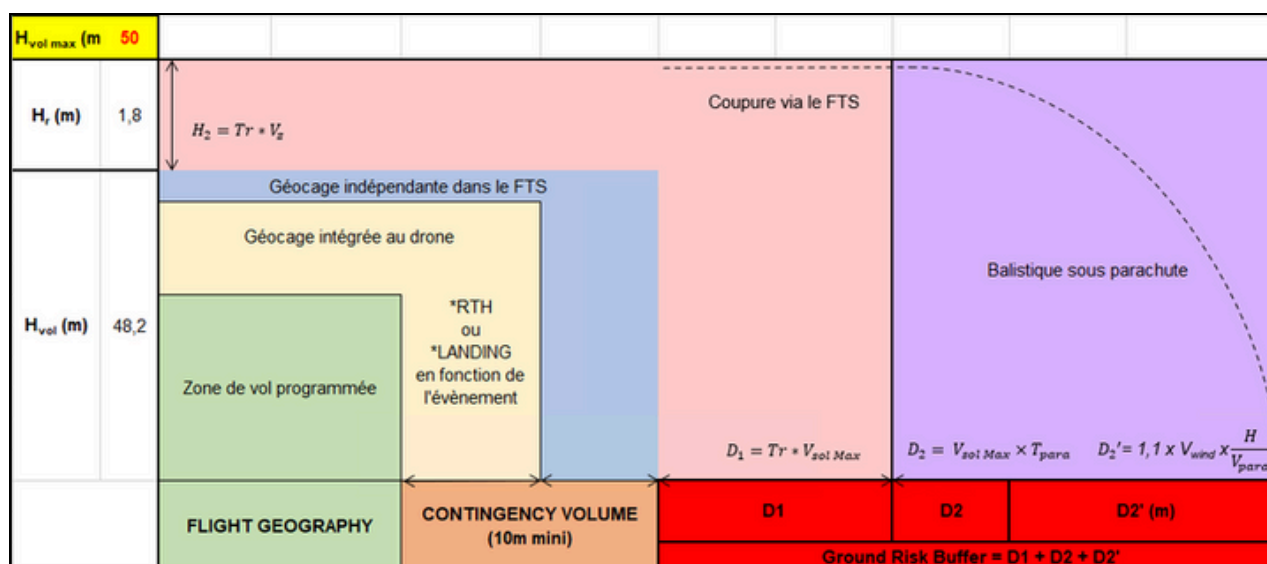 Hvol max (m 50
Hr (m) 1,8
H2 = Tr * Vz
Coupure via le FTS
Géocage indépendante dans le FTS
Géocage intégrée au drone
Balistique sous parachute
Hvol (m) 48,2
*RTH
ou
*LANDING
en fonction de
l'évènement
Zone de vol programmée
D1 = Tr * Vsol Max
D2 = Vsol Max × Tpara
D2' = 1,1 x Vwind x H/Vpara
FLIGHT GEOGRAPHY
CONTINGENCY VOLUME
(10m mini)
D1
D2
D2' (m)
Ground Risk Buffer = D1 + D2 + D2'